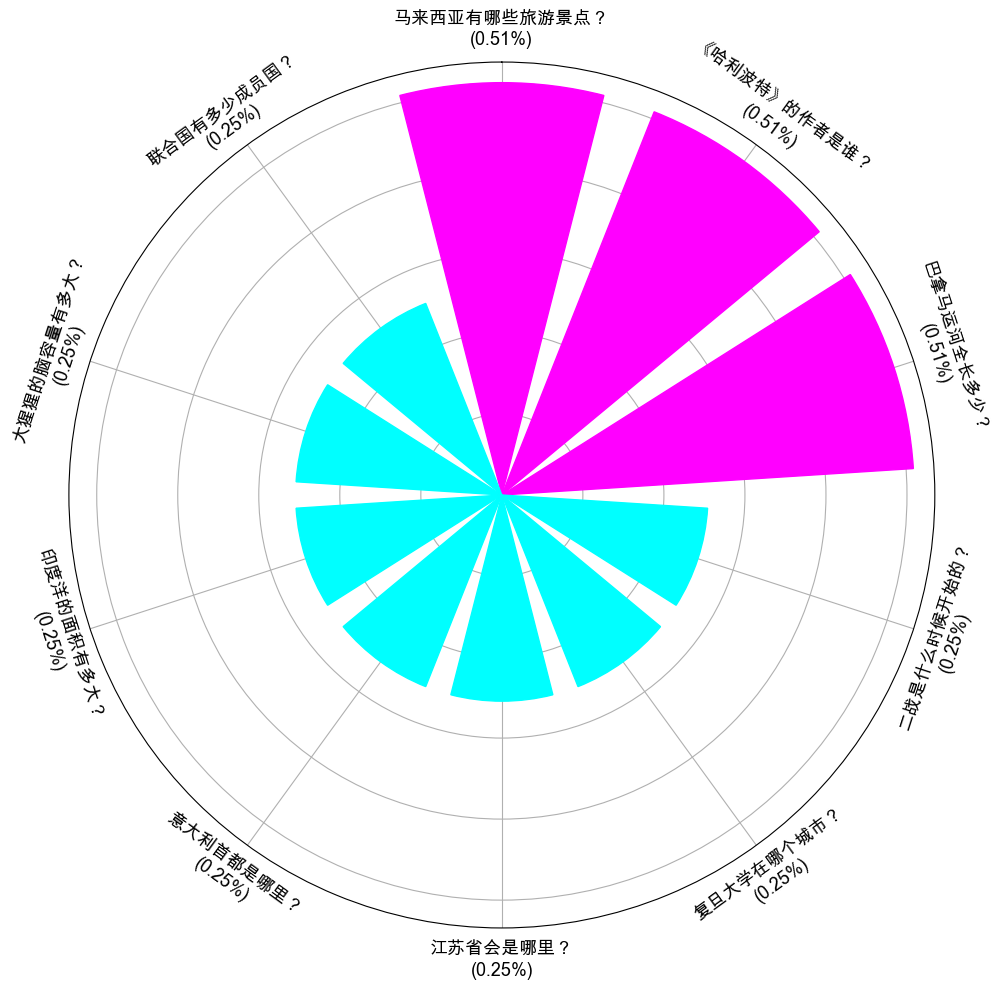 马来西亚有哪些旅游景点？
(0.51%)
《哈利波特》的作者是谁？
(0.51%)
巴拿马运河全长多少？
(0.51%)
二战是什么时候开始的？
(0.25%)
复旦大学在哪个城市？
(0.25%)
江苏省会是哪里？
(0.25%)
意大利首都是哪里？
(0.25%)
印度洋的面积有多大？
(0.25%)
大猩猩的脑容量有多大？
(0.25%)
联合国有多少成员国？
(0.25%)